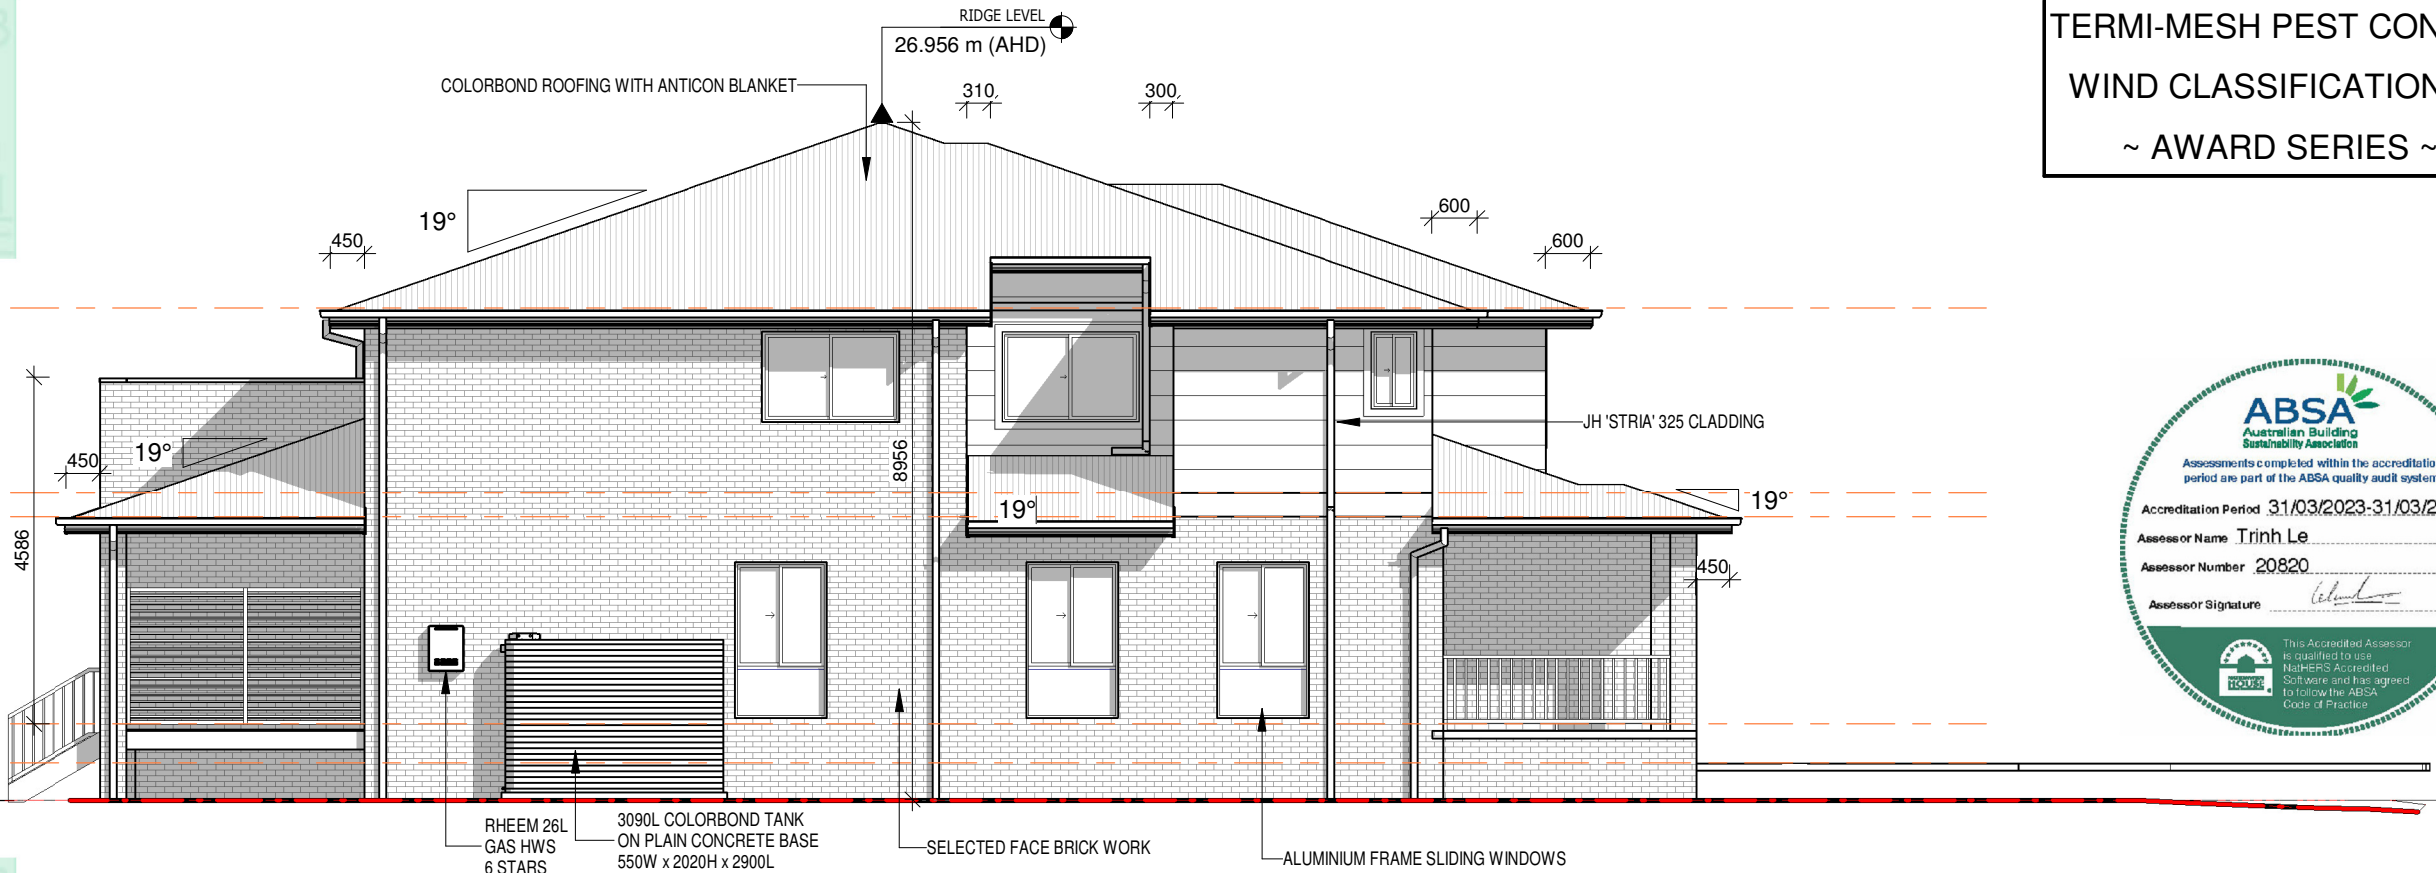 RIDGE LEVEL
26.956 m (AHD)
TERMI-MESH PEST CON
WIND CLASSIFICATION
~ AWARD SERIES ~
COLORBOND ROOFING WITH ANTICON BLANKET
310
300
19°
450
600
600
19°
450
4586
8956
JH 'STRIA' 325 CLADDING
19°
19°
450
ABSA
Australian Building
Sustainability Association
Assessments completed within the accreditatio
period are part of the ABSA quality audit system
Accreditation Period 31/03/2023-31/03/2
Assessor Name Trinh Le
Assessor Number 20820
Assessor Signature
HOUSE
This Accredited Assessor
is qualified to use
NatHERS Accredited
Software and has agreed
to follow the ABSA
Code of Practice
RHEEM 26L
GAS HWS
6 STARS
3090L COLORBOND TANK
ON PLAIN CONCRETE BASE
550W x 2020H x 2900L
SELECTED FACE BRICK WORK
ALUMINIUM FRAME SLIDING WINDOWS